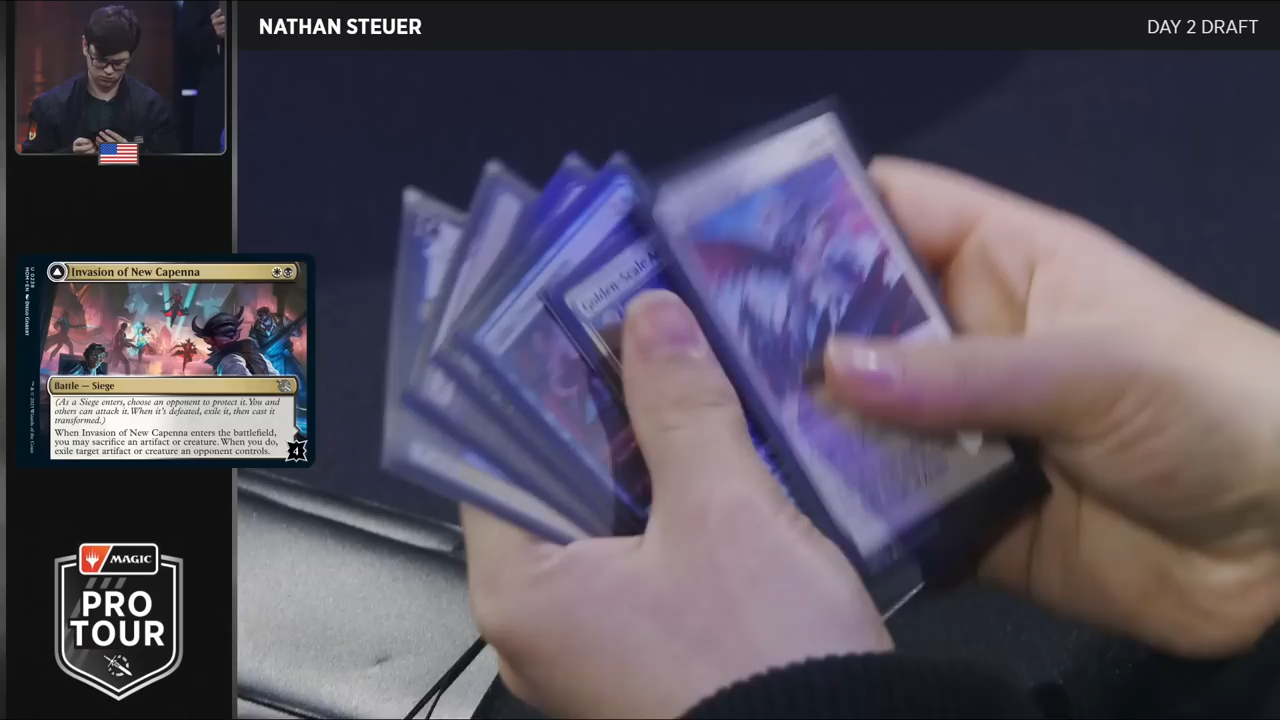 NATHAN STEUER
DAY 2 DRAFT
Invasion of New Capenna
Battle — Siege
(As a Siege enters, choose an opponent to protect it. You and
others can attack it. When it's defeated, exile it, then cast it
transformed.)
When Invasion of New Capenna enters the battlefield,
you may sacrifice an artifact or creature. When you do,
exile target artifact or creature an opponent controls.
4
Golden-Scale
MAGIC
PRO
TOUR